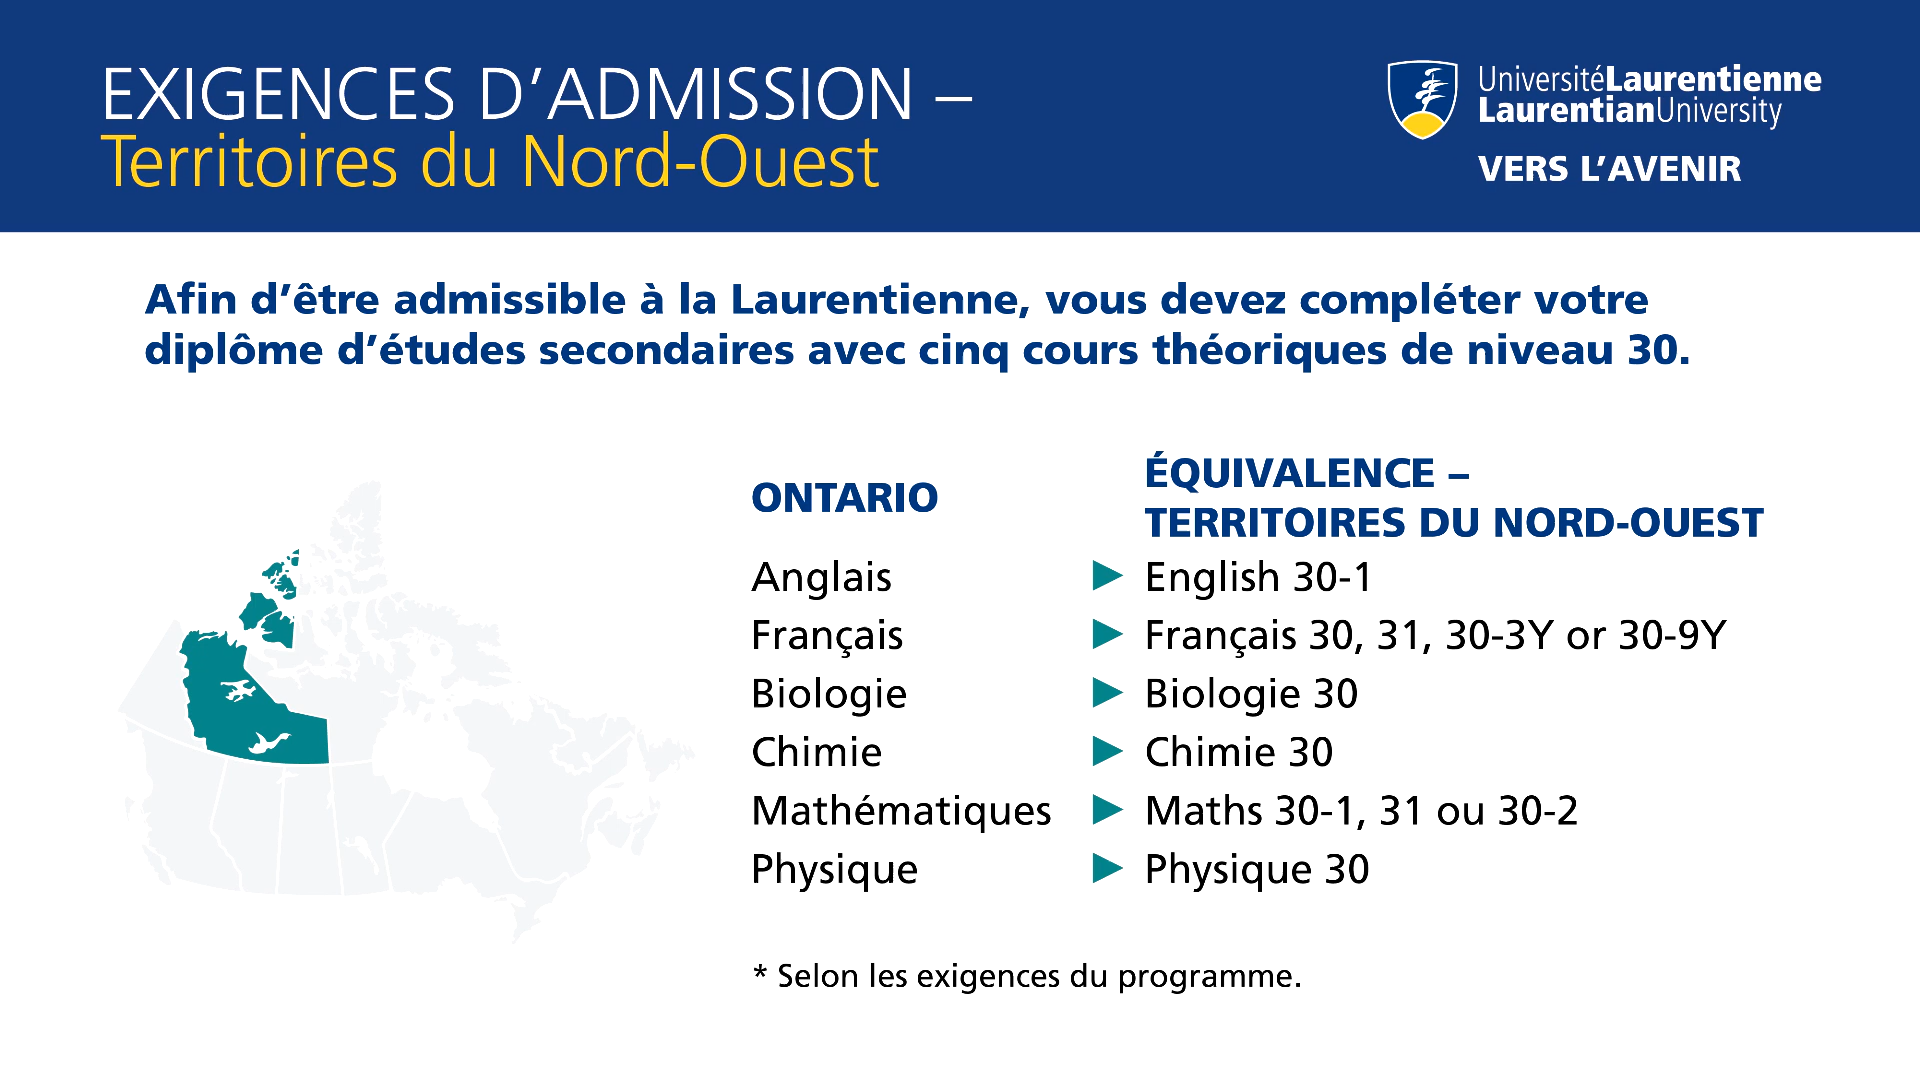 EXIGENCES D’ADMISSION –
Territoires du Nord-Ouest
UniversitéLaurentienne
LaurentianUniversity
VERS L’AVENIR
Afin d’être admissible à la Laurentienne, vous devez compléter votre
diplôme d’études secondaires avec cinq cours théoriques de niveau 30.
ONTARIO
ÉQUIVALENCE –
TERRITOIRES DU NORD-OUEST
Anglais ▶ English 30-1
Français ▶ Français 30, 31, 30-3Y or 30-9Y
Biologie ▶ Biologie 30
Chimie ▶ Chimie 30
Mathématiques ▶ Maths 30-1, 31 ou 30-2
Physique ▶ Physique 30
* Selon les exigences du programme.